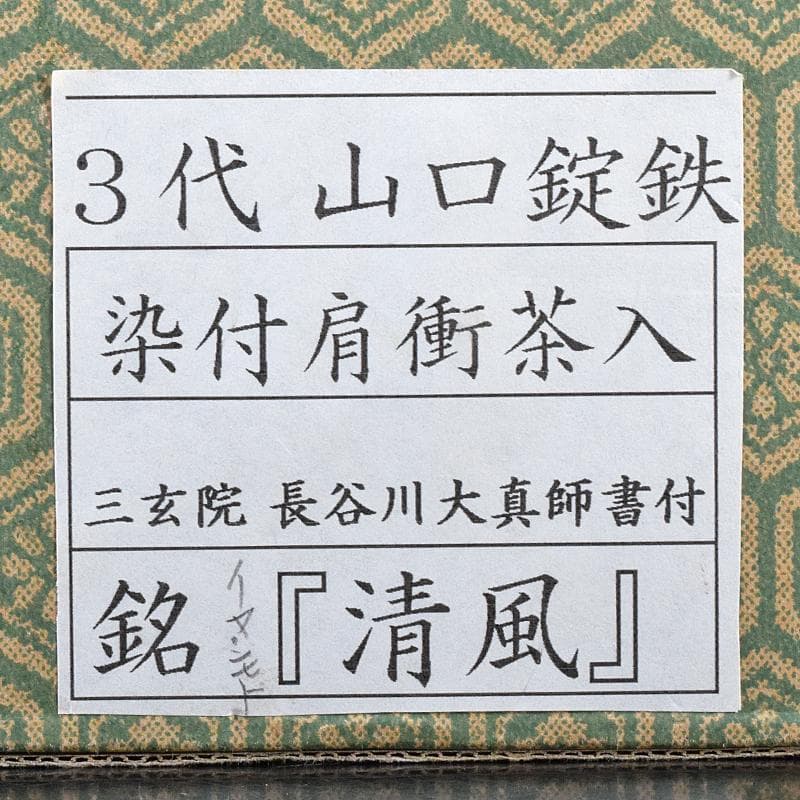 3代 山口錠鉄
染付肩衝茶入
三玄院 長谷川大真師書付
銘『清風』